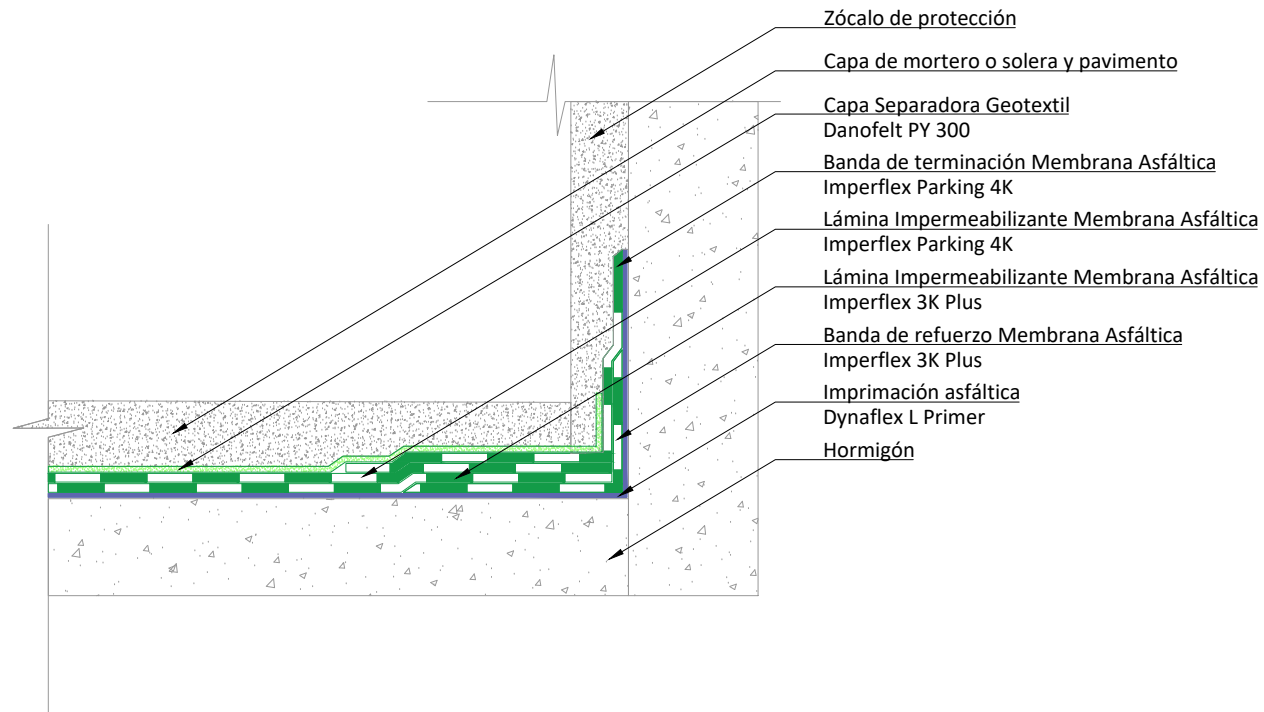 Zócalo de protección
Capa de mortero o solera y pavimento
Capa Separadora Geotextil
Danofelt PY 300
Banda de terminación Membrana Asfáltica
Imperflex Parking 4K
Lámina Impermeabilizante Membrana Asfáltica
Imperflex Parking 4K
Lámina Impermeabilizante Membrana Asfáltica
Imperflex 3K Plus
Banda de refuerzo Membrana Asfáltica
Imperflex 3K Plus
Imprimación asfáltica
Dynaflex L Primer
Hormigón